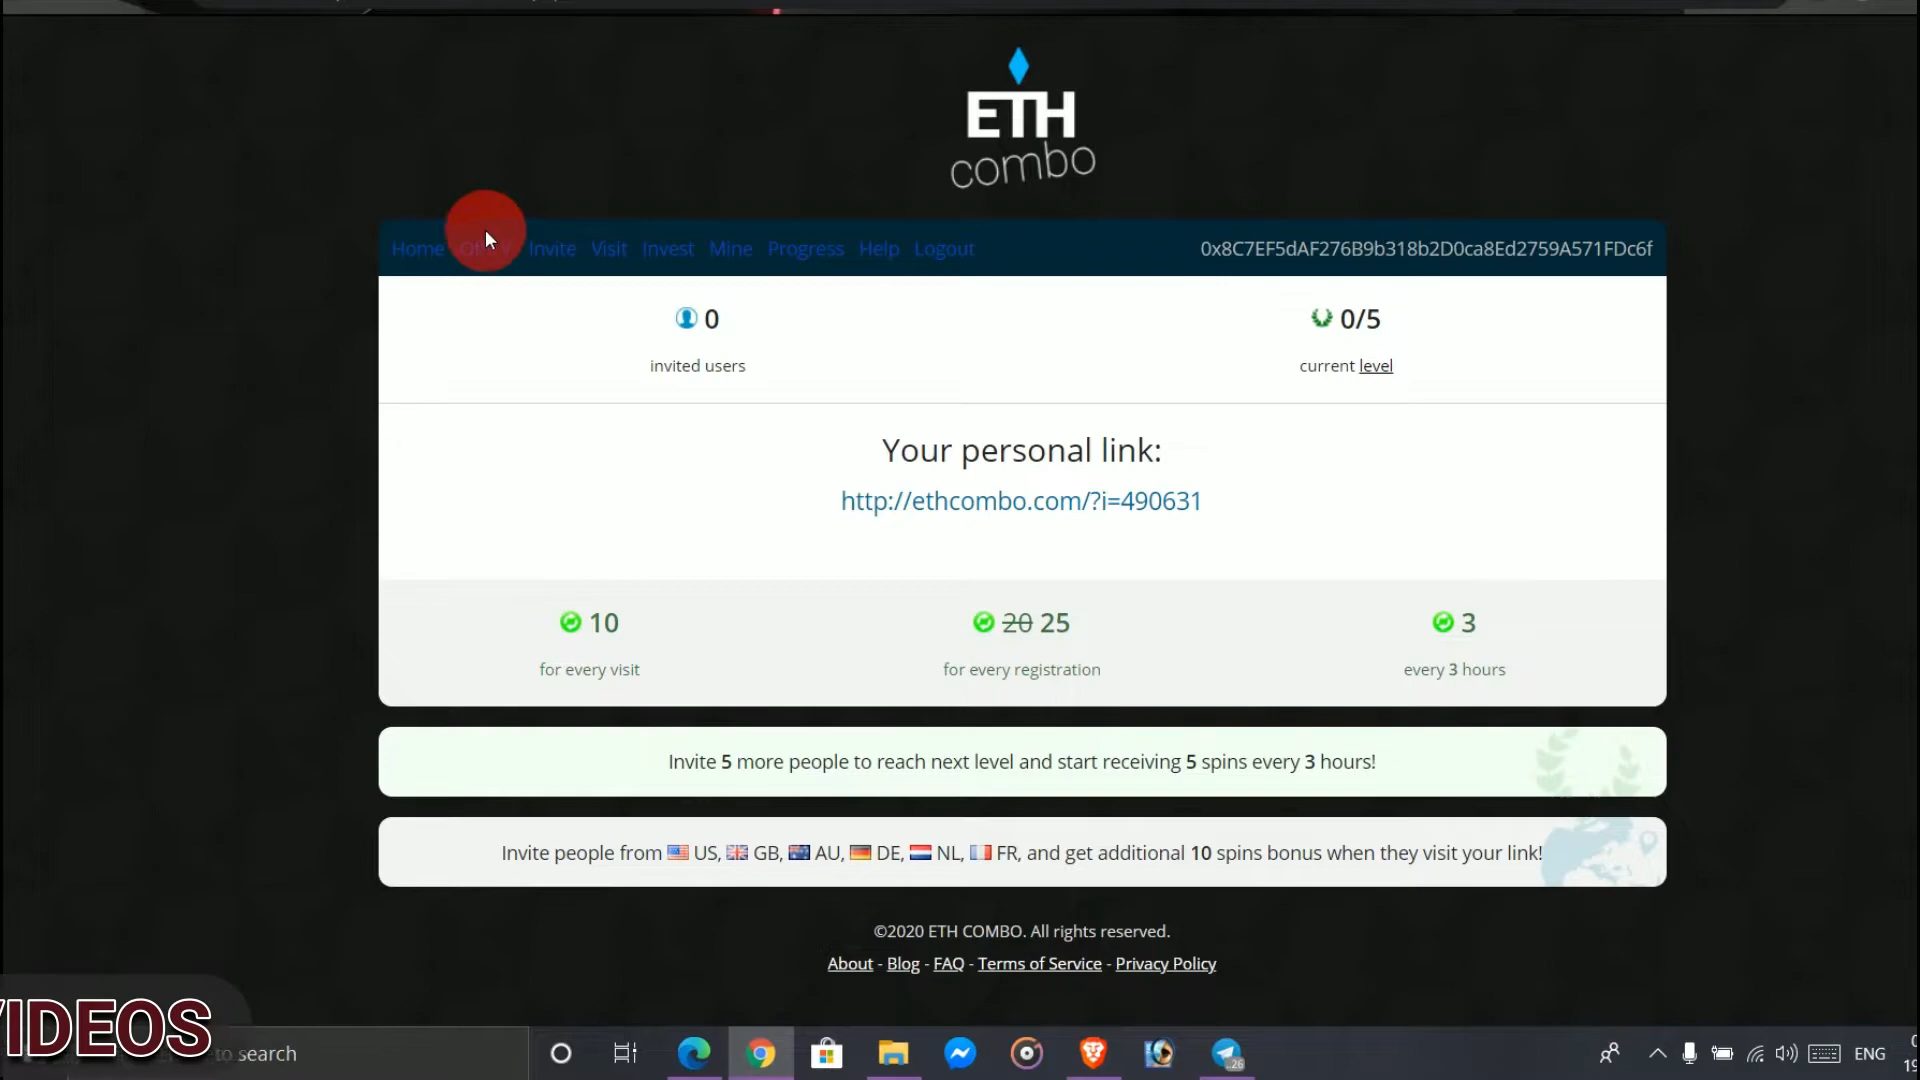 ETH
combo
Home Invite Visit Invest Mine Progress Help Logout
0x8C7EF5dAF276B9b318b2D0ca8Ed2759A571FDc6f
0
invited users
0/5
current level
Your personal link:
http://ethcombo.com/?i=490631
10
for every visit
20 25
for every registration
3
every 3 hours
Invite 5 more people to reach next level and start receiving 5 spins every 3 hours!
Invite people from US, GB, AU, DE, NL, FR, and get additional 10 spins bonus when they visit your link!
©2020 ETH COMBO. All rights reserved.
About - Blog - FAQ - Terms of Service - Privacy Policy
VIDEOS
to search
26
ENG